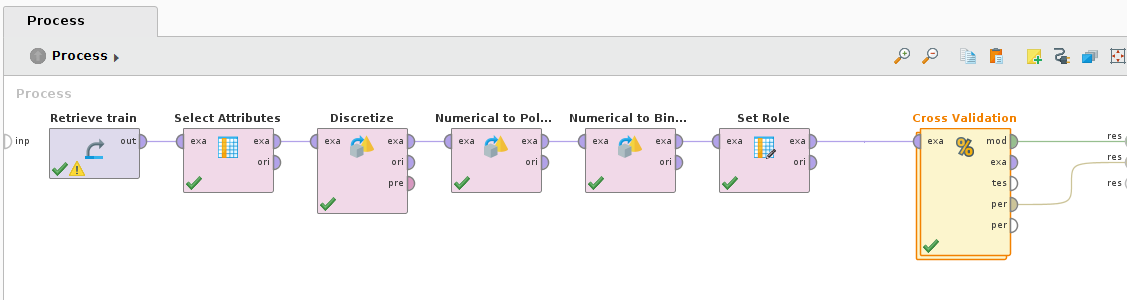 Process
Process
Process
Retrieve train
Select Attributes
Discretize
Numerical to Pol...
Numerical to Bin...
Set Role
Cross Validation
inp
out
exa
exa
ori
exa
exa
ori
pre
exa
exa
ori
exa
exa
ori
exa
exa
ori
exa
%
mod
exa
tes
per
per
res
res
res